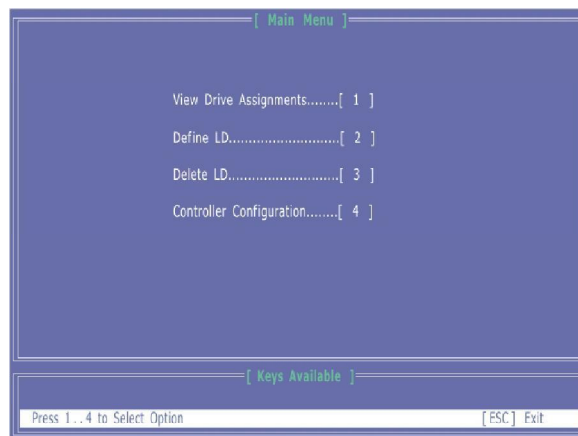 [ Main Menu ]
View Drive Assignments........[ 1 ]
Define LD...........................[ 2 ]
Delete LD...........................[ 3 ]
Controller Configuration........[ 4 ]
[ Keys Available ]
Press 1..4 to Select Option [ESC] Exit